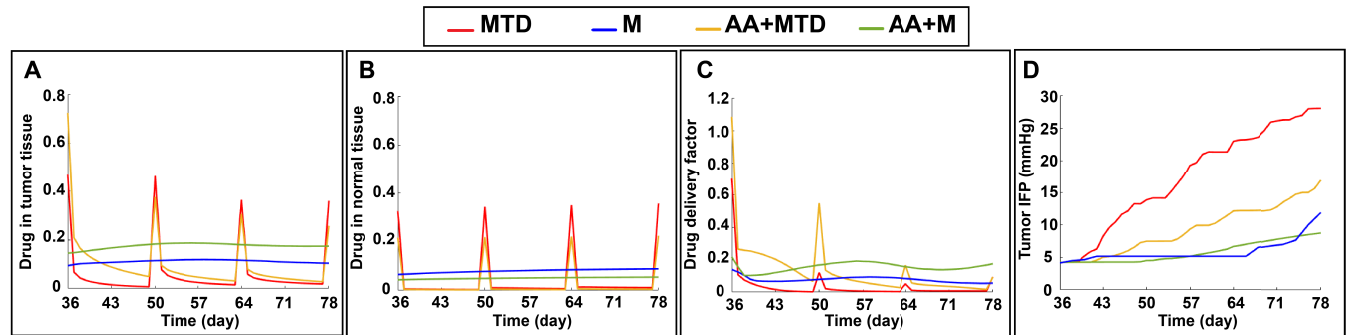 MTD M AA+MTD AA+M
A
Drug in tumor tissue
0.8
0.6
0.4
0.2
0
36 43 50 57 64 71 78
Time (day)
B
Drug in normal tissue
0.8
0.6
0.4
0.2
0
36 43 50 57 64 71 78
Time (day)
C
Drug delivery factor
1.2
1.0
0.8
0.6
0.4
0.2
0
36 43 50 57 64 71 78
Time (day)
D
Tumor IFP (mmHg)
30
25
20
15
10
5
0
36 43 50 57 64 71 78
Time (day)